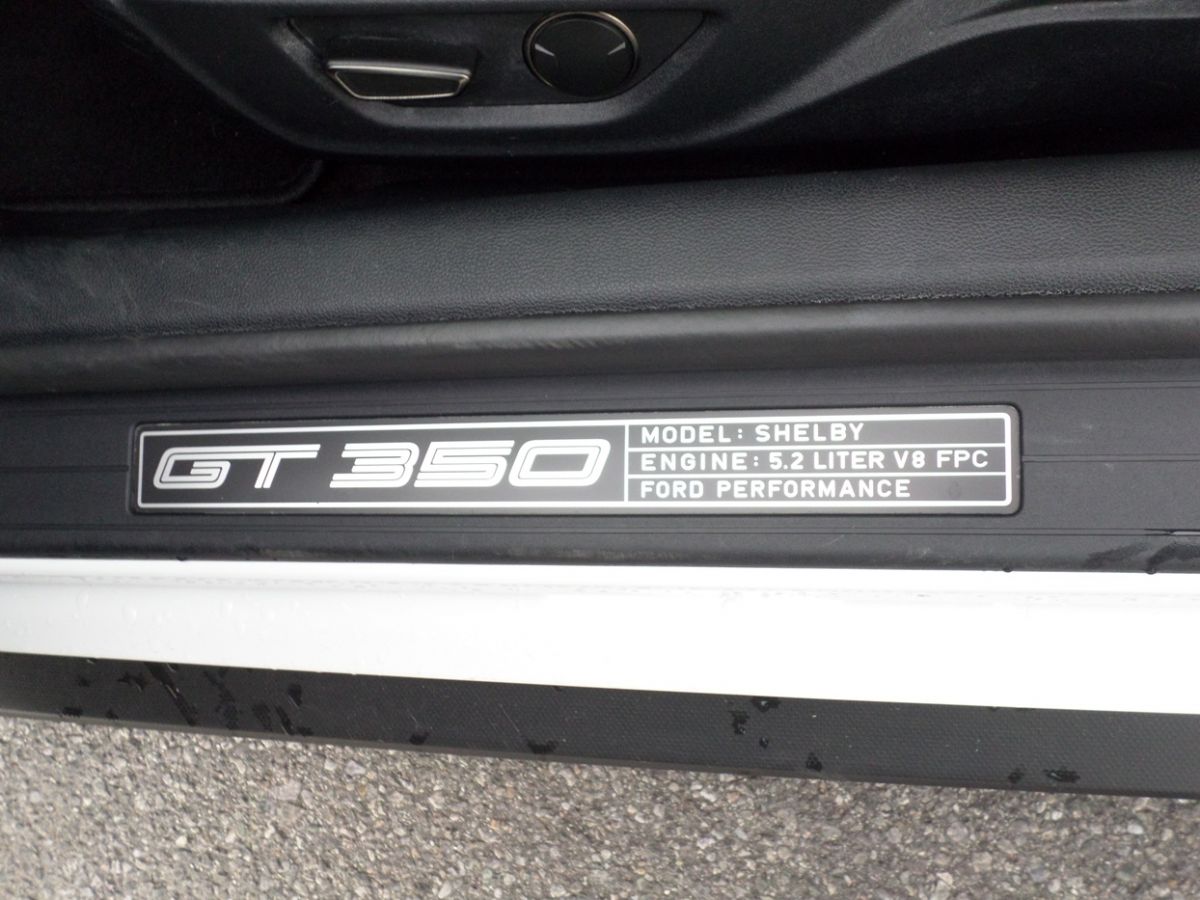 GT 350
MODEL: SHELBY
ENGINE: 5.2 LITER V8 FPC
FORD PERFORMANCE